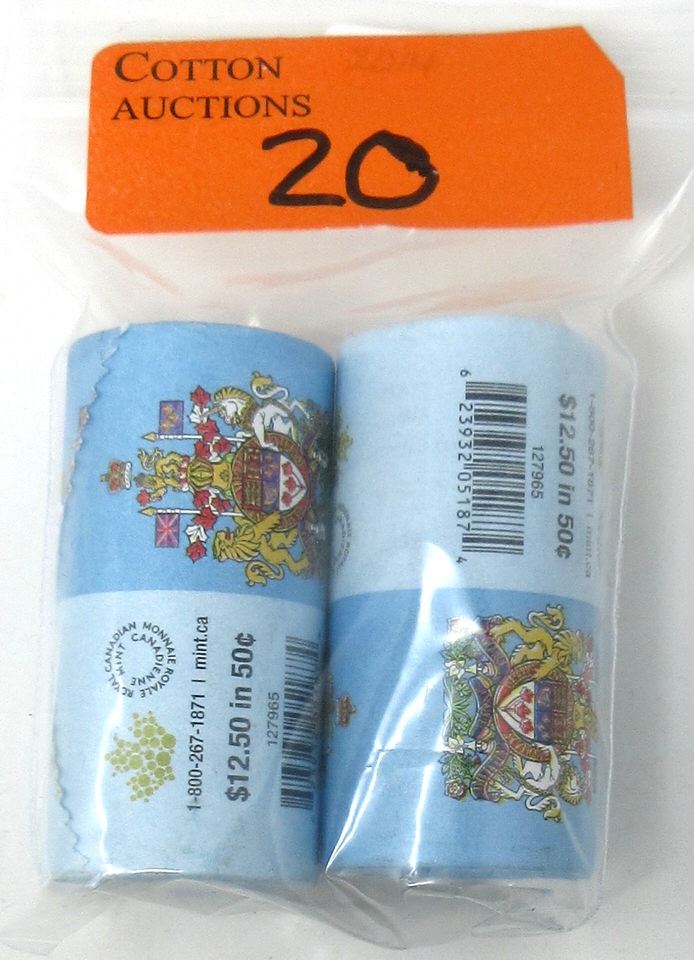 COTTON
AUCTIONS
20
ROYAL CANADIAN MINT
MONNAIE ROYALE CANADIENNE
1-800-267-1871 | mint.ca
$12.50 in 50¢
127965
6 23932 05187 4
127965
$12.50 in 50¢
1-800-267-1871 | mint.ca